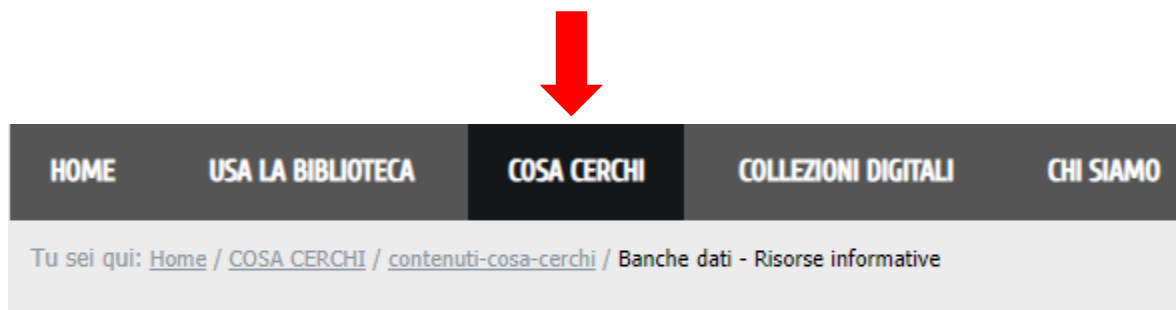 HOME USA LA BIBLIOTECA COSA CERCHI COLLEZIONI DIGITALI CHI SIAMO
Tu sei qui: Home / COSA CERCHI / contenuti-cosa-cerchi / Banche dati - Risorse informative